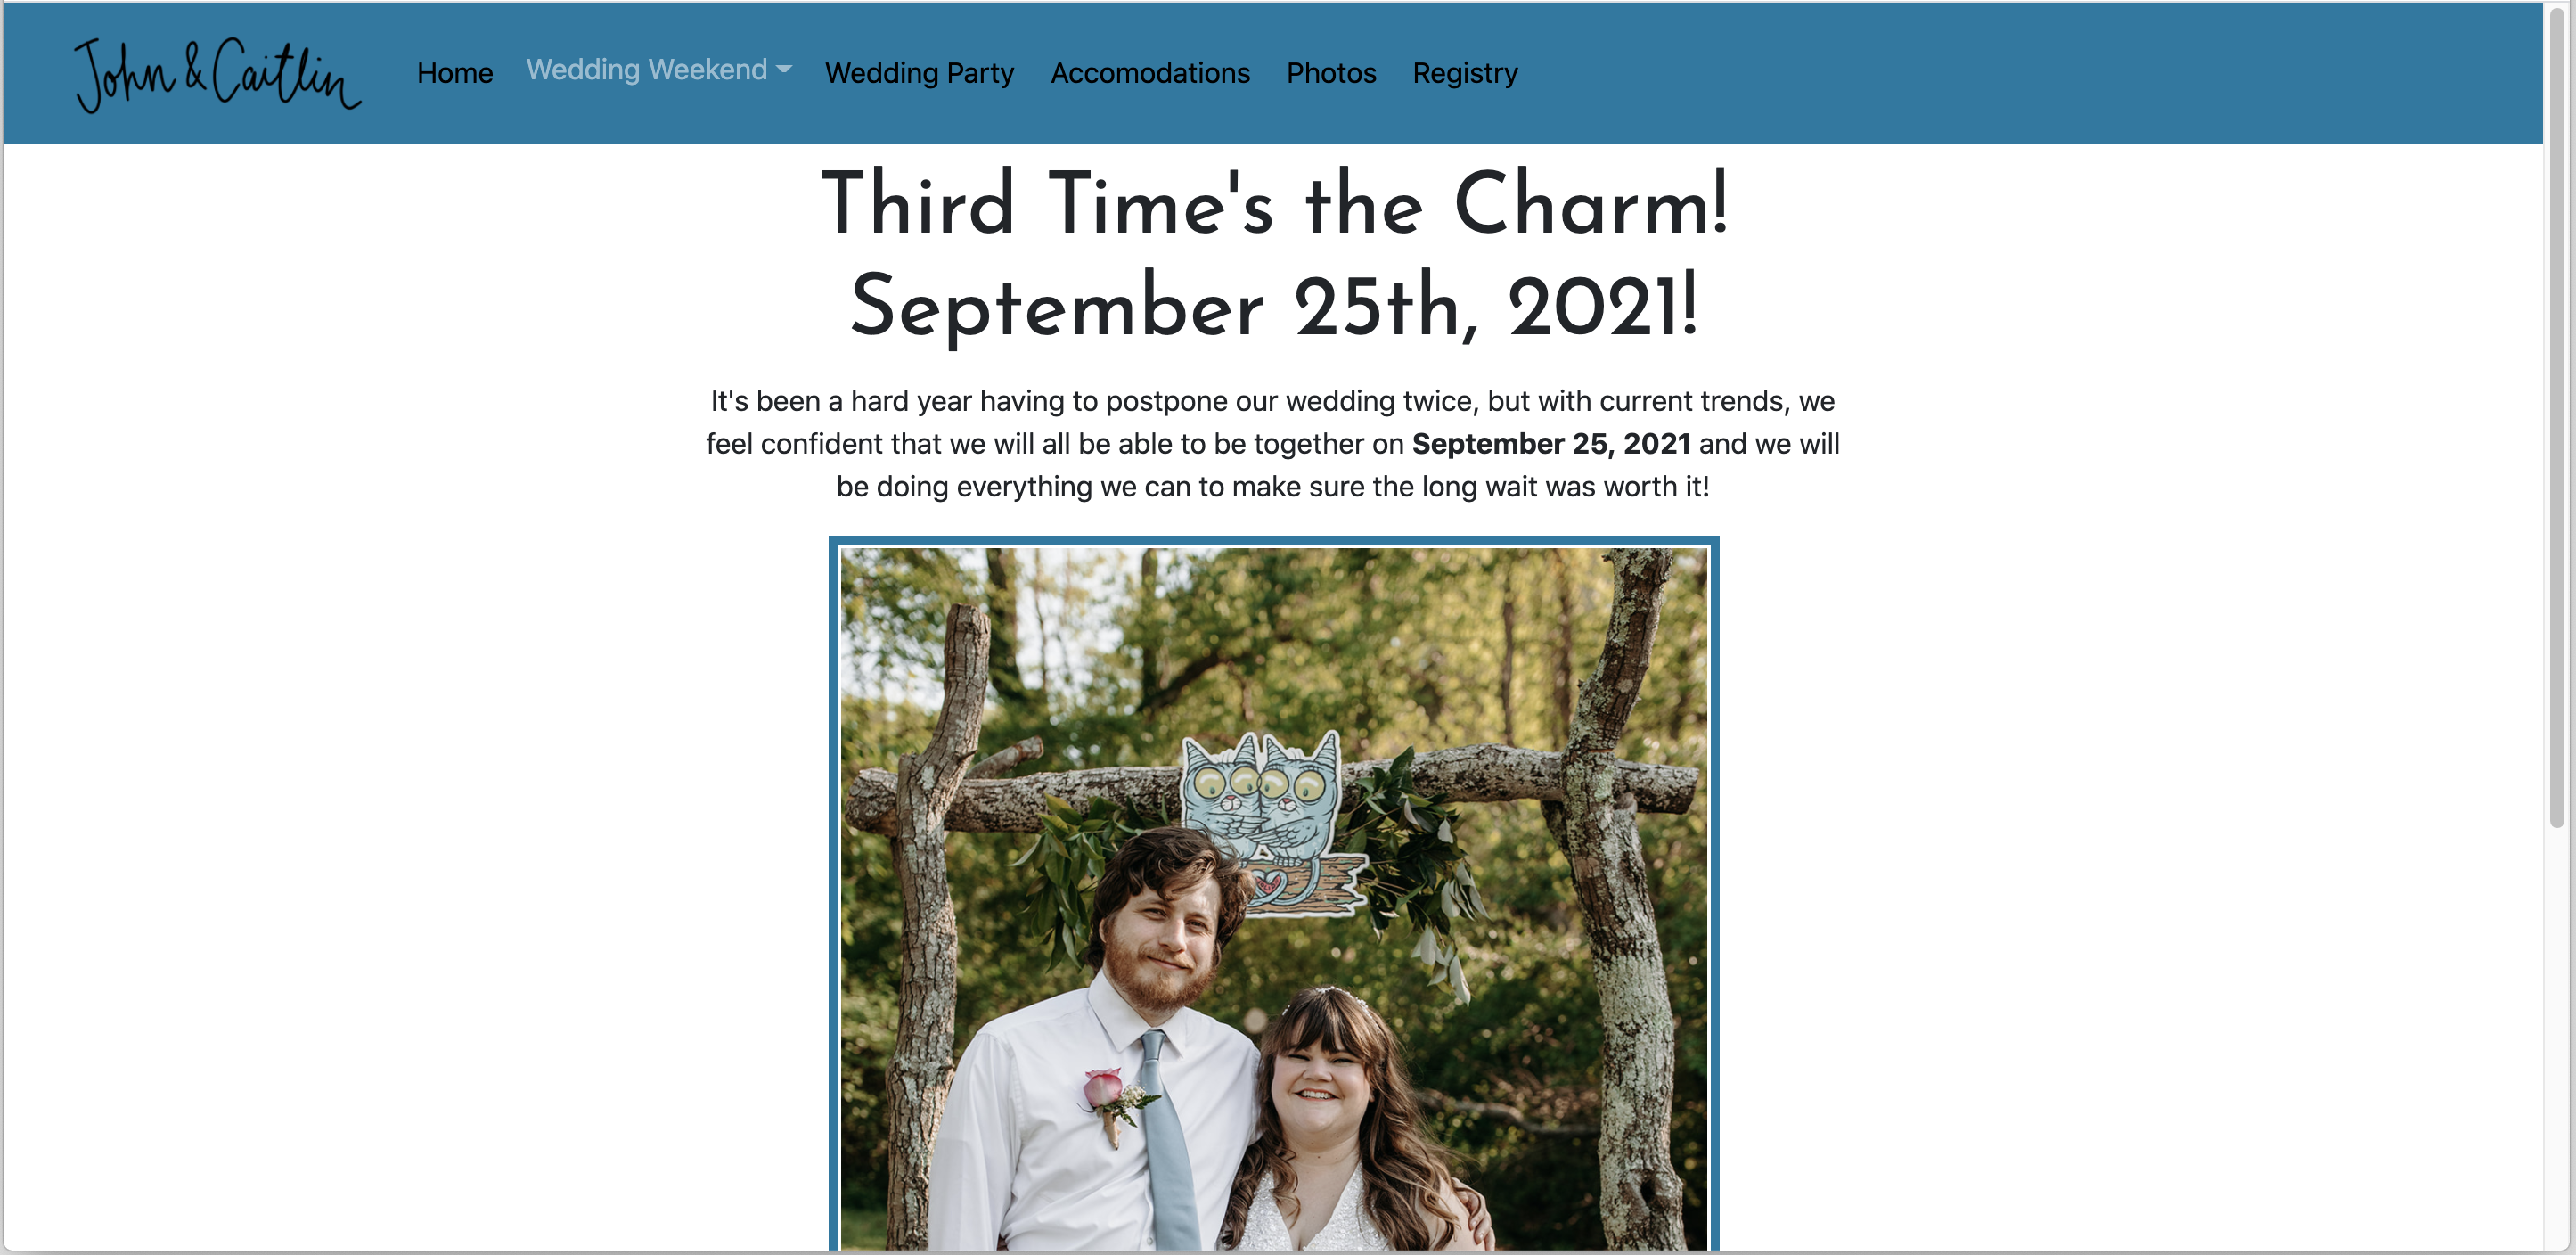 John & Caitlin
Home Wedding Weekend Wedding Party Accomodations Photos Registry
Third Time's the Charm!
September 25th, 2021!
It's been a hard year having to postpone our wedding twice, but with current trends, we
feel confident that we will all be able to be together on September 25, 2021 and we will
be doing everything we can to make sure the long wait was worth it!